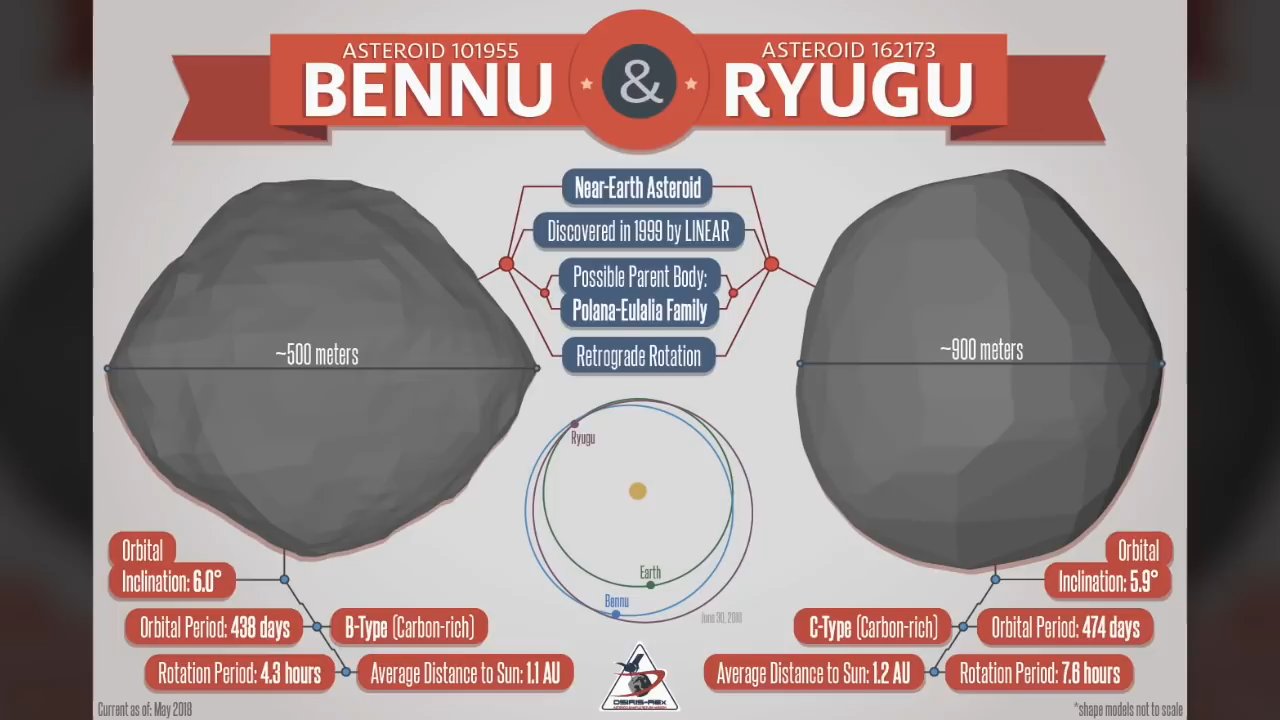 ASTEROID 101955
BENNU
&
ASTEROID 162173
RYUGU
Near-Earth Asteroid
Discovered in 1999 by LINEAR
Possible Parent Body:
Polana-Eulalia Family
Retrograde Rotation
~500 meters
~900 meters
Ryugu
Earth
Bennu
Orbital
Inclination: 6.0°
Orbital Period: 438 days
B-Type (Carbon-rich)
Rotation Period: 4.3 hours
Average Distance to Sun: 1.1 AU
Orbital
Inclination: 5.9°
C-Type (Carbon-rich)
Orbital Period: 474 days
Average Distance to Sun: 1.2 AU
Rotation Period: 7.6 hours
OSIRIS-REx
Current as of: May 2018
*shape models not to scale